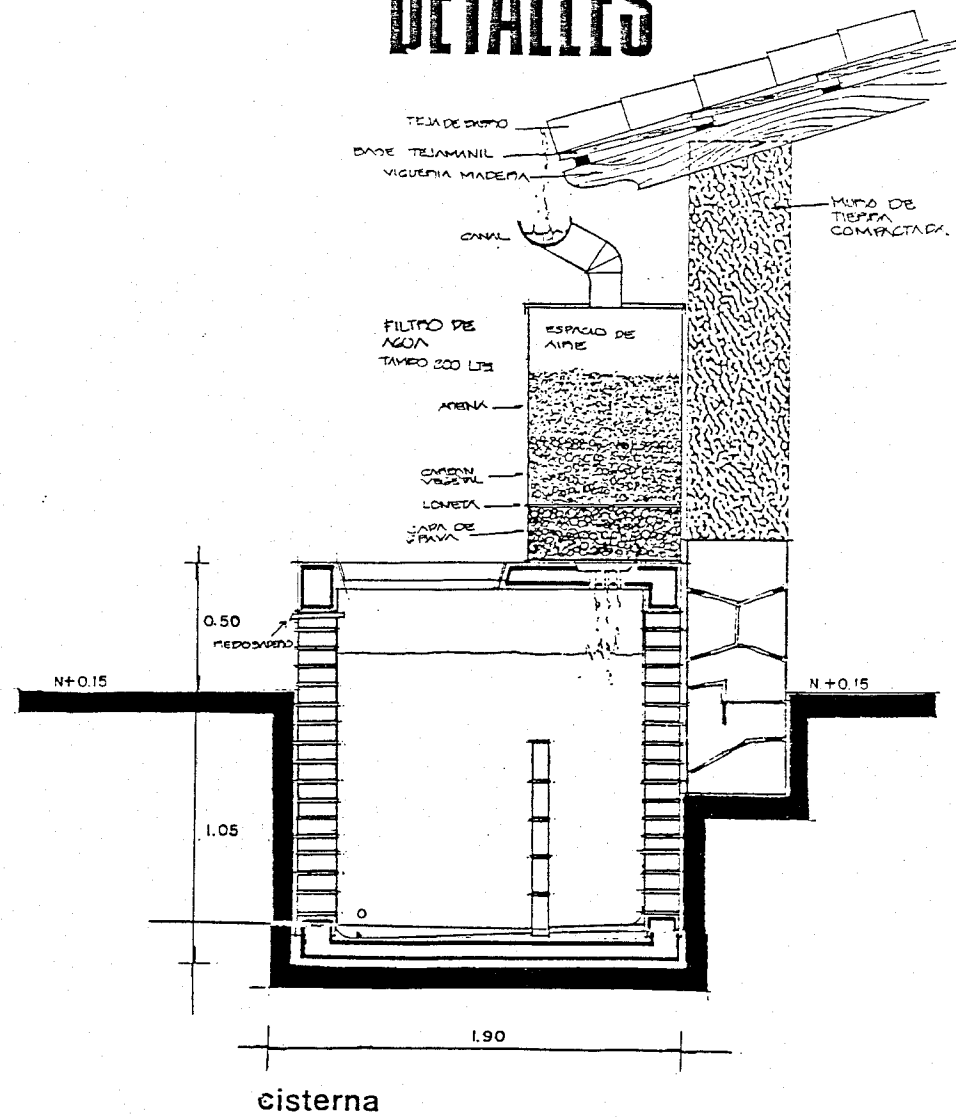 DETALLES
TEJA DE BARRO
BASE TEJAMANIL
VIGUERIA MADERA
MURO DE
TIERRA
COMPACTADA.
CANAL
FILTRO DE
AGUA
TAMBO 200 LTS
ESPACIO DE
AIRE
ARENA
CARBON
VEGETAL
LONETA
CAPA DE
GRAVA
0.50
REDOSADERO
N+0.15
N.+0.15
1.05
O
1.90
cisterna